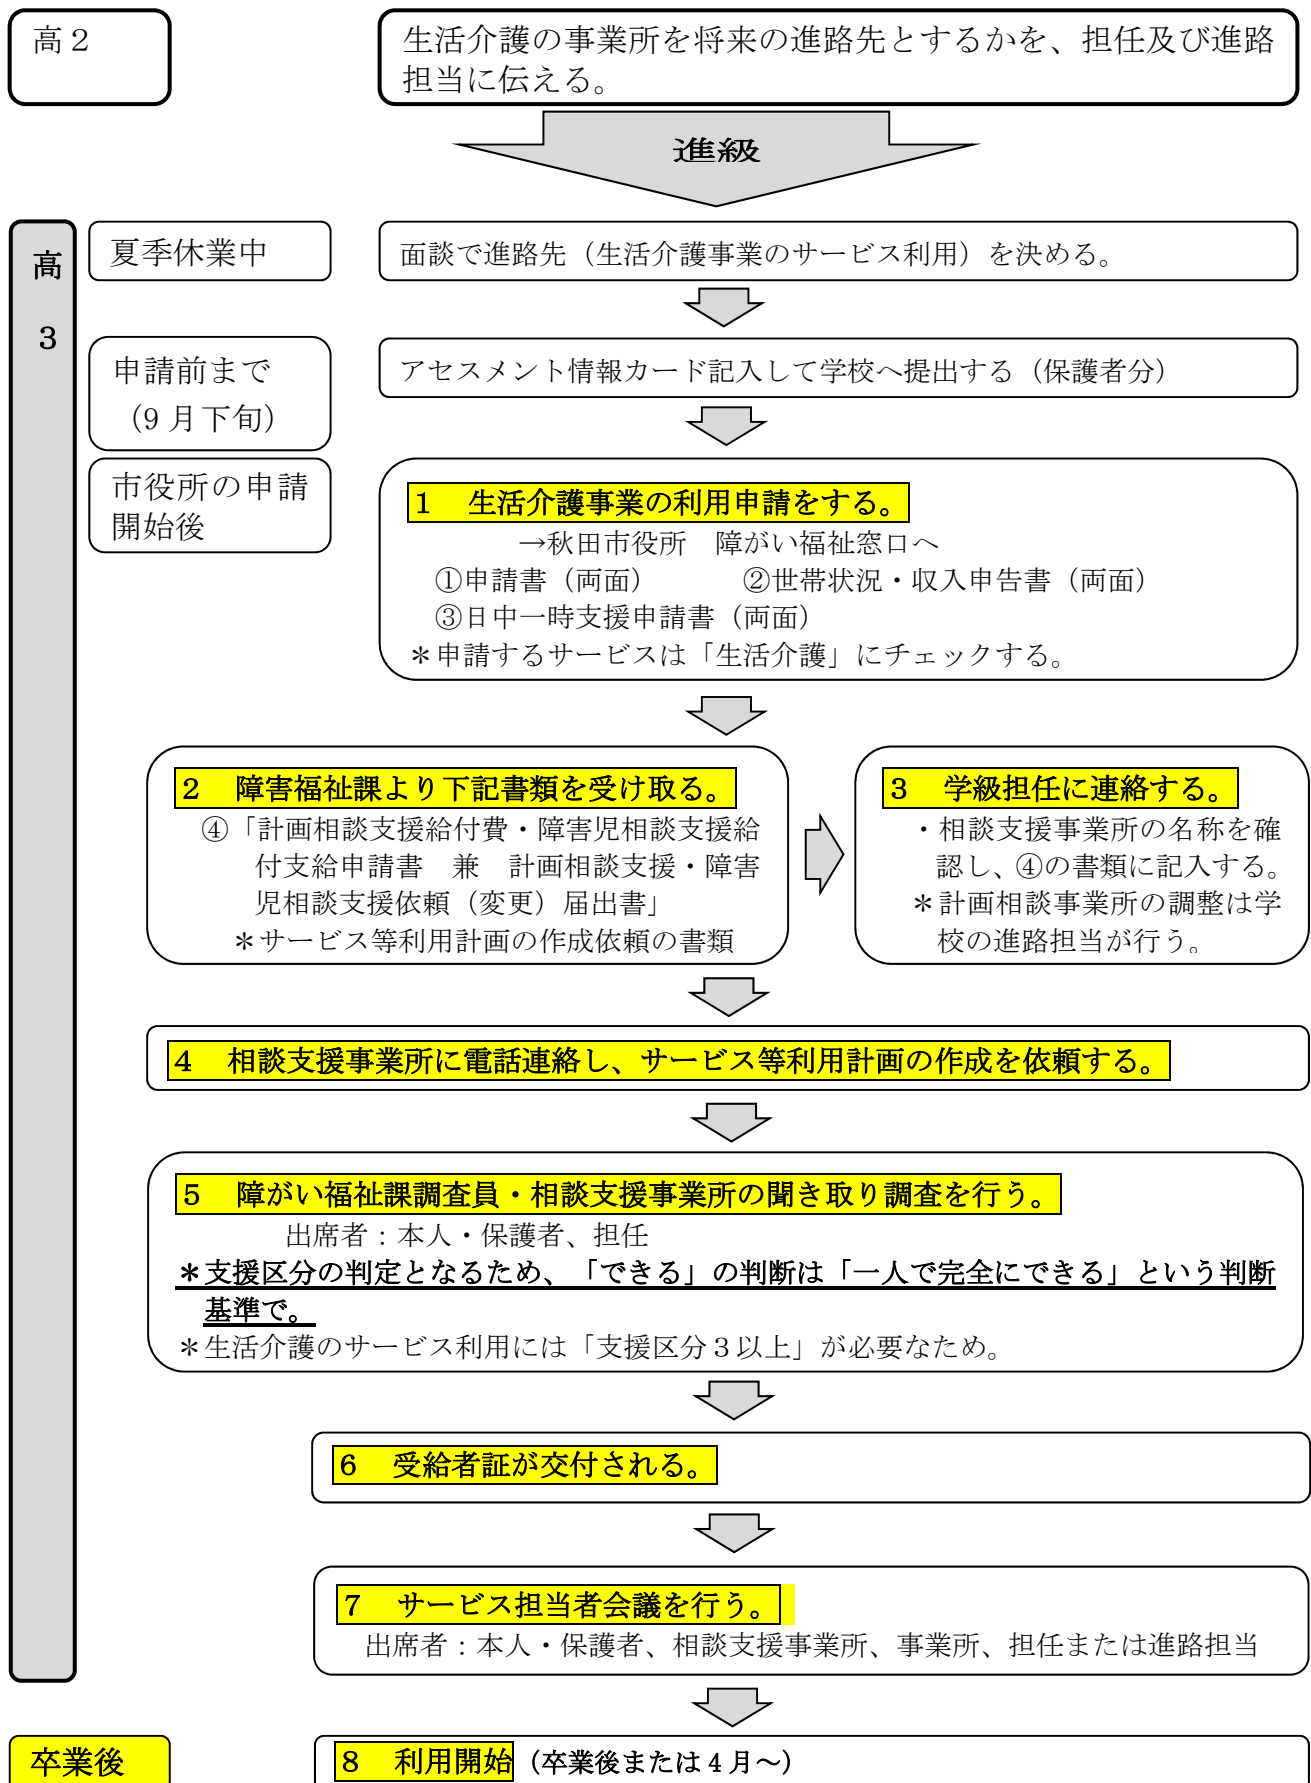 高２
生活介護の事業所を将来の進路先とするかを、担任及び進路
担当に伝える。
進級
高
３
夏季休業中
面談で進路先（生活介護事業のサービス利用）を決める。
申請前まで
（9月下旬）
アセスメント情報カード記入して学校へ提出する（保護者分）
市役所の申請
開始後
１　生活介護事業の利用申請をする。
→秋田市役所　障がい福祉窓口へ
①申請書（両面）　②世帯状況・収入申告書（両面）
③日中一時支援申請書（両面）
＊申請するサービスは「生活介護」にチェックする。
２　障害福祉課より下記書類を受け取る。
④「計画相談支援給付費・障害児相談支援給
付支給申請書　兼　計画相談支援・障害
児相談支援依頼（変更）届出書」
＊サービス等利用計画の作成依頼の書類
３　学級担任に連絡する。
・相談支援事業所の名称を確
認し、④の書類に記入する。
＊計画相談事業所の調整は学
校の進路担当が行う。
４　相談支援事業所に電話連絡し、サービス等利用計画の作成を依頼する。
５　障がい福祉課調査員・相談支援事業所の聞き取り調査を行う。
出席者：本人・保護者、担任
＊支援区分の判定となるため、「できる」の判断は「一人で完全にできる」という判断
基準で。
＊生活介護のサービス利用には「支援区分３以上」が必要なため。
６　受給者証が交付される。
７　サービス担当者会議を行う。
出席者：本人・保護者、相談支援事業所、事業所、担任または進路担当
卒業後
８　利用開始（卒業後または４月～）